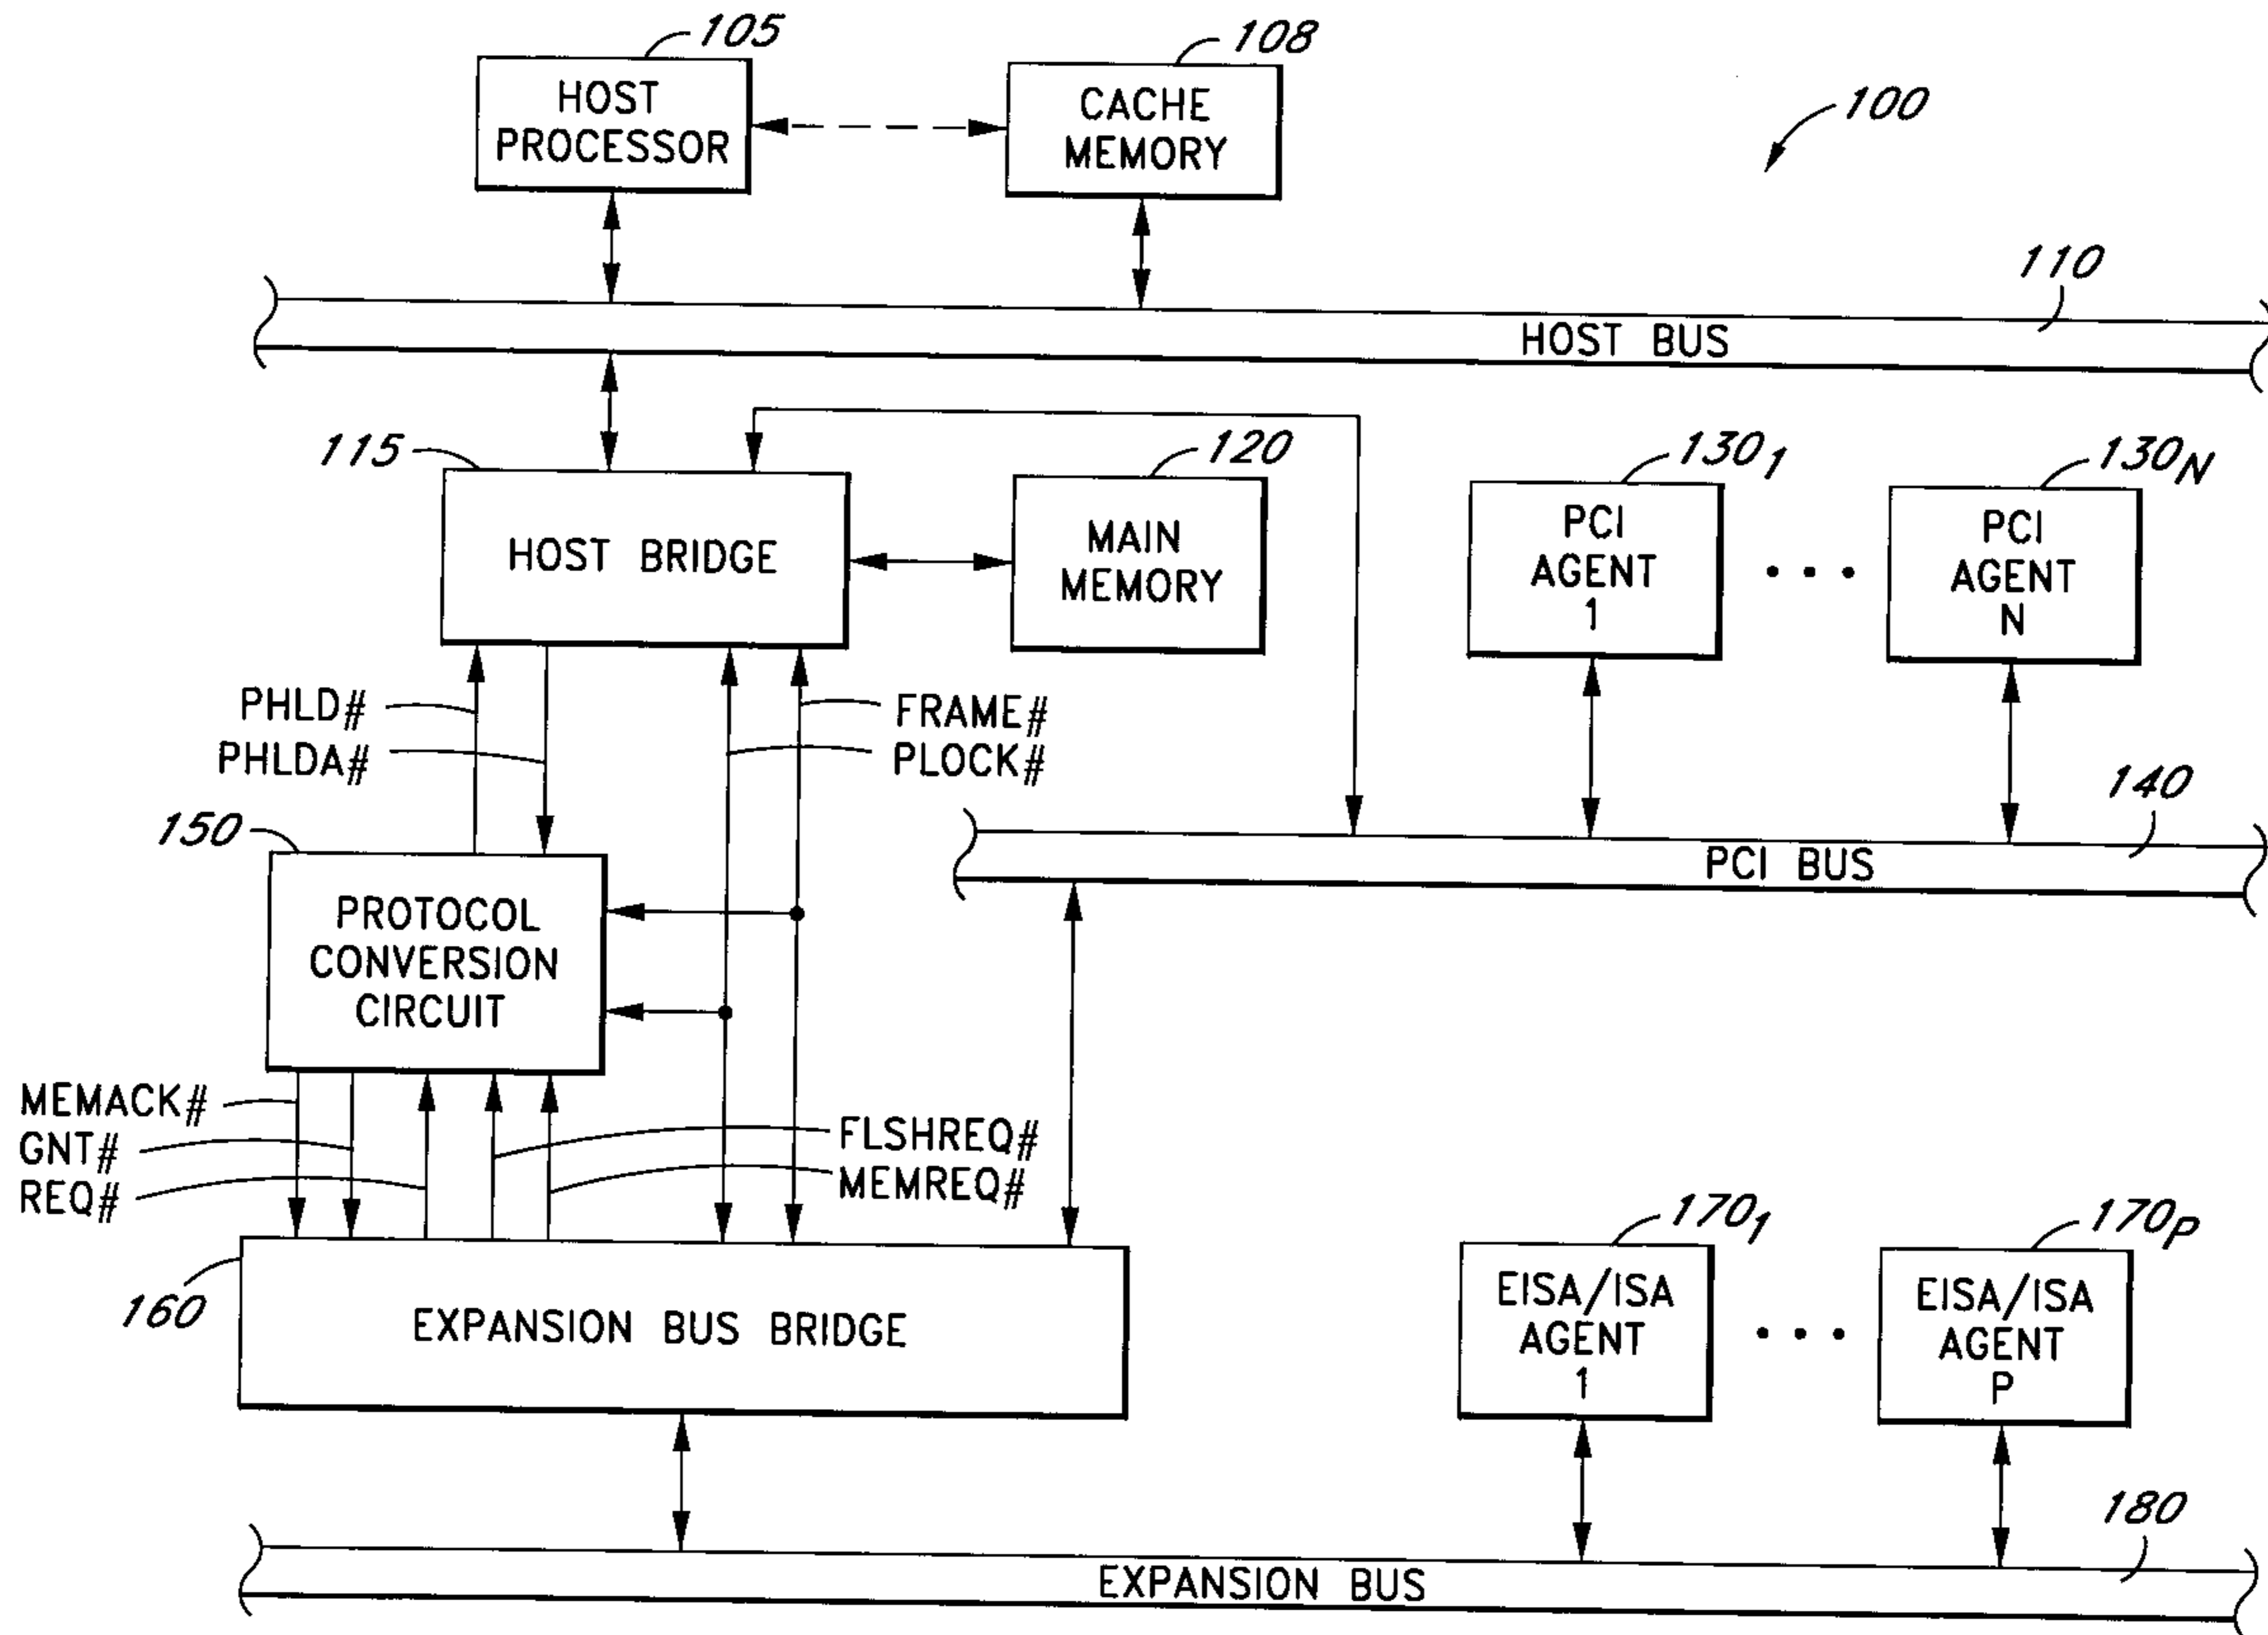 105
108
HOST
PROCESSOR
CACHE
MEMORY
100
110
HOST BUS
115
120
130₁
130N
HOST BRIDGE
MAIN
MEMORY
PCI
AGENT
1
PCI
AGENT
N
PHLD#
PHLDA#
FRAME#
PLOCK#
140
PCI BUS
150
PROTOCOL
CONVERSION
CIRCUIT
MEMACK#
GNT#
REQ#
FLSHREQ#
MEMREQ#
160
EXPANSION BUS BRIDGE
170₁
170P
EISA/ISA
AGENT
1
EISA/ISA
AGENT
P
180
EXPANSION BUS